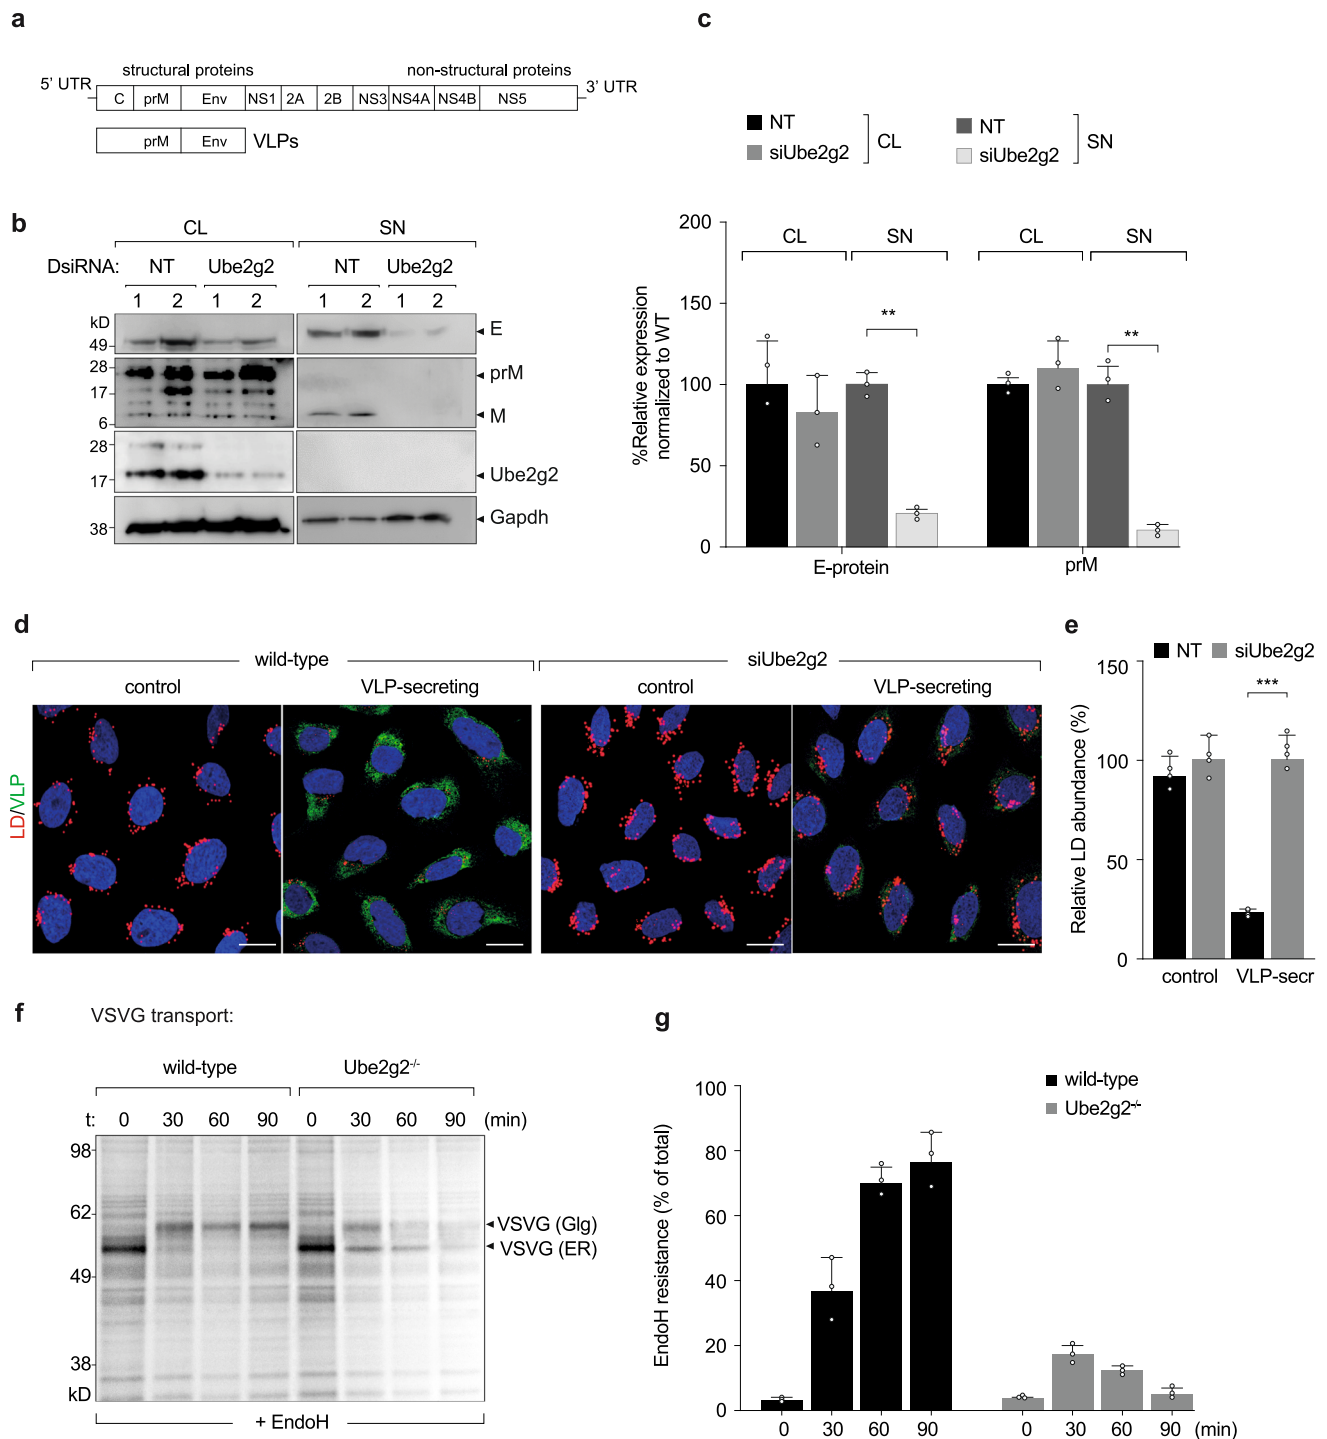 a
structural proteins
non-structural proteins
5' UTR
3' UTR
C prM Env NS1 2A 2B NS3 NS4A NS4B NS5
prM Env VLPs
b
CL SN
DsiRNA: NT Ube2g2 NT Ube2g2
1 2 1 2 1 2 1 2
kD
49
E
28
prM
17
M
6
28
Ube2g2
17
Gapdh
38
c
NT
siUbe2g2
CL
NT
siUbe2g2
SN
%Relative expression
normalized to WT
200
150
100
50
0
CL SN CL SN
**
**
E-protein prM
d
wild-type siUbe2g2
control VLP-secreting control VLP-secreting
LD/VLP
e
NT siUbe2g2
Relative LD abundance (%)
150
100
50
0
***
control VLP-secr
f
VSVG transport:
wild-type Ube2g2-/-
t: 0 30 60 90 0 30 60 90 (min)
98
62
VSVG (Glg)
VSVG (ER)
49
38
kD
+ EndoH
g
wild-type
Ube2g2-/-
EndoH resistance (% of total)
100
80
60
40
20
0
0 30 60 90 0 30 60 90 (min)